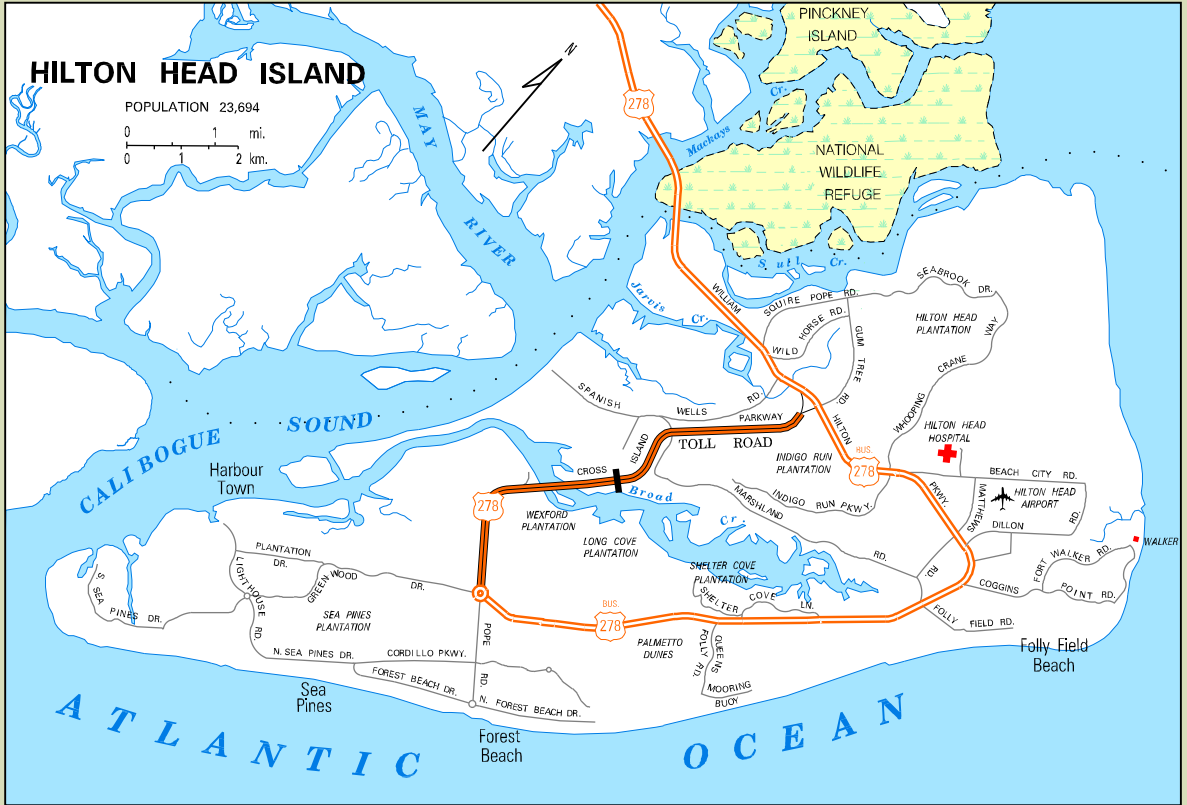 HILTON HEAD ISLAND
POPULATION 23,694
0 1 mi.
0 1 2 km.
N
PINCKNEY
ISLAND
278
MAY
RIVER
Mackays
Cr.
NATIONAL
WILDLIFE
REFUGE
Cr.
Jarvis
Cr.
WILLIAM
SQUIRE POPE RD.
SEABROOK
DR.
WILD
HORSE RD.
GUM TREE
RD.
HILTON HEAD
PLANTATION
WHOOPING
CRANE
WAY
SPANISH
WELLS
RD.
CROSS
ISLAND
PARKWAY
TOLL ROAD
HILTON
PKWY.
HILTON HEAD
HOSPITAL
BUS.
278
INDIGO RUN
PLANTATION
INDIGO RUN PKWY.
BEACH CITY RD.
HILTON HEAD
AIRPORT
MATTHEWS
DILLON
RD.
CALIBOGUE
SOUND
Harbour
Town
278
Broad
Cr.
WEXFORD
PLANTATION
LONG COVE
PLANTATION
MARSHLAND
RD.
RD.
WALKER
FORT WALKER RD.
COGGINS
POINT RD.
PLANTATION
DR.
GREEN
WOOD
DR.
LIGHTHOUSE
RD.
S.
SEA
PINES DR.
SEA PINES
PLANTATION
SHELTER COVE
PLANTATION
SHELTER
COVE
LN.
BUS.
278
FOLLY
FIELD RD.
Folly Field
Beach
PALMETTO
DUNES
QUEENS
FOLLY RD.
MOORING
BUOY
N. SEA PINES DR.
CORDILLO PKWY.
POPE
RD.
FOREST BEACH DR.
N. FOREST BEACH DR.
Sea
Pines
Forest
Beach
ATLANTIC
OCEAN